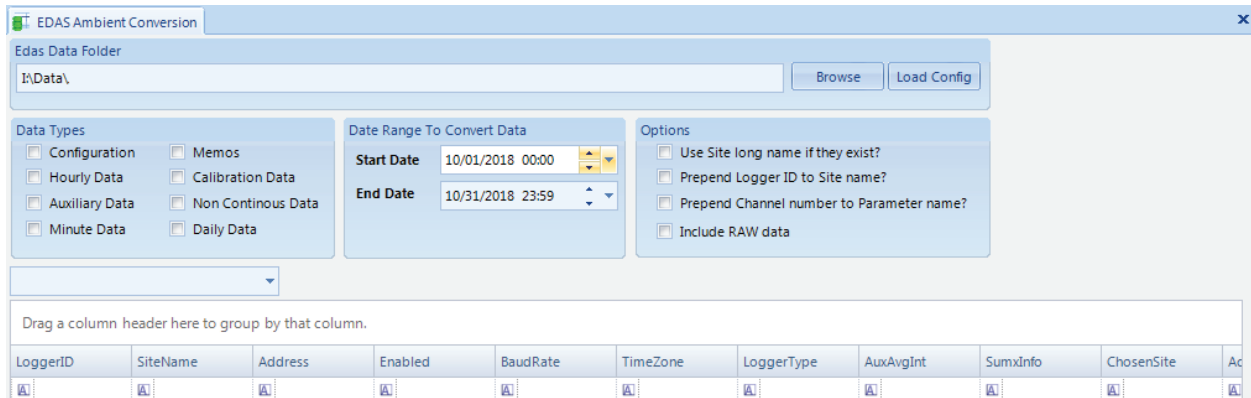 EDAS Ambient Conversion
Edas Data Folder
I:\Data\
Browse
Load Config
Data Types
Configuration
Memos
Hourly Data
Calibration Data
Auxiliary Data
Non Continous Data
Minute Data
Daily Data
Date Range To Convert Data
Start Date 10/01/2018 00:00
End Date 10/31/2018 23:59
Options
Use Site long name if they exist?
Prepend Logger ID to Site name?
Prepend Channel number to Parameter name?
Include RAW data
Drag a column header here to group by that column.
LoggerID SiteName Address Enabled BaudRate TimeZone LoggerType AuxAvgInt SumxInfo ChosenSite Ad
A A A A A A A A A A A